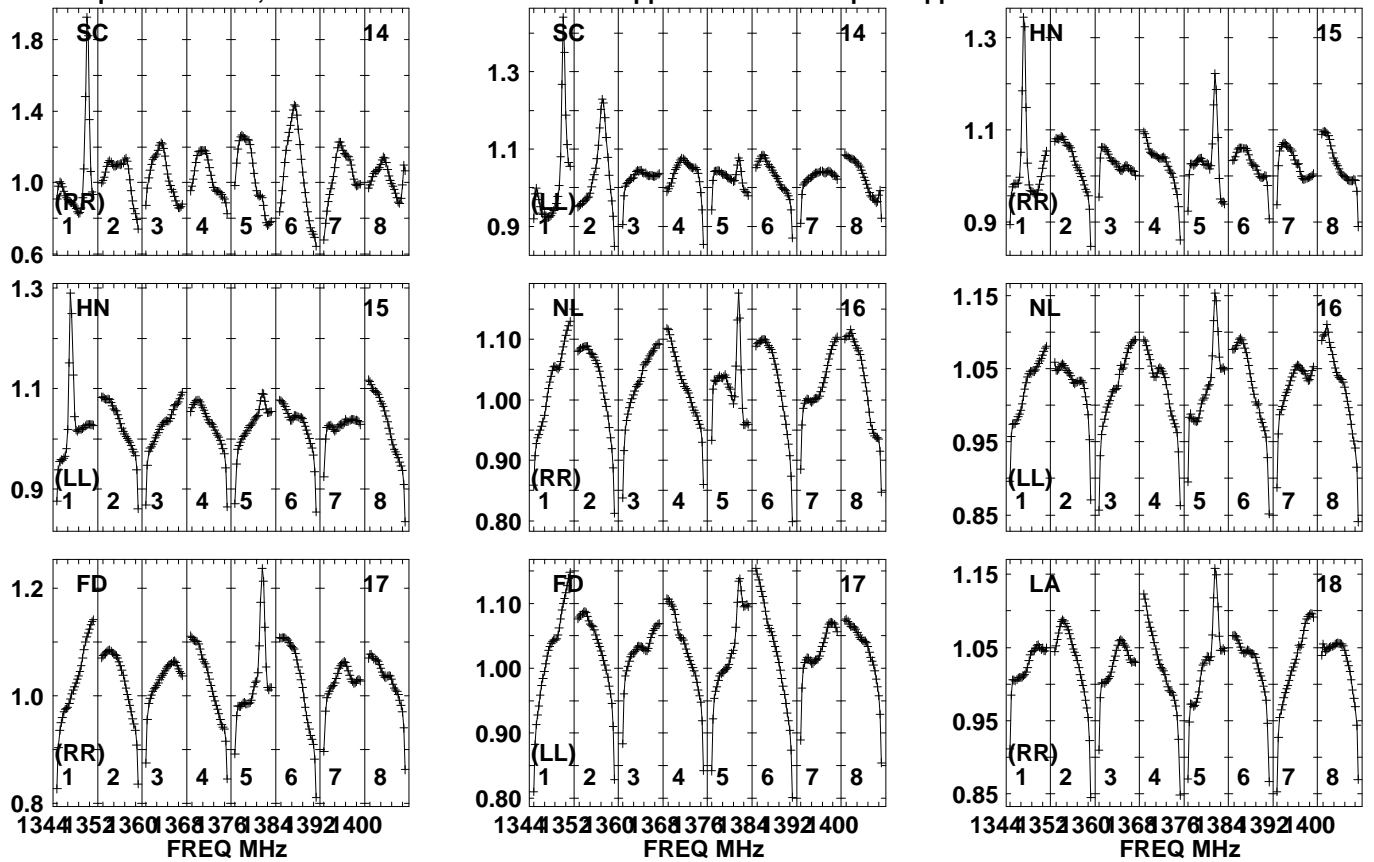 SC 14
1.8
1.4
1.0
0.6
(RR)
1 2 3 4 5 6 7 8
SC 14
1.3
1.1
0.9
(LL)
1 2 3 4 5 6 7 8
HN 15
1.3
1.1
0.9
(RR)
1 2 3 4 5 6 7 8
HN 15
1.3
1.1
0.9
(LL)
1 2 3 4 5 6 7 8
NL 16
1.10
1.00
0.90
0.80
(RR)
1 2 3 4 5 6 7 8
NL 16
1.15
1.05
0.95
0.85
(LL)
1 2 3 4 5 6 7 8
FD 17
1.2
1.0
0.8
(RR)
1 2 3 4 5 6 7 8
1344 1352 1360 1368 1376 1384 1392 1400
FREQ MHz
FD 17
1.10
1.00
0.90
0.80
(LL)
1 2 3 4 5 6 7 8
1344 1352 1360 1368 1376 1384 1392 1400
FREQ MHz
LA 18
1.15
1.05
0.95
0.85
(RR)
1 2 3 4 5 6 7 8
1344 1352 1360 1368 1376 1384 1392 1400
FREQ MHz